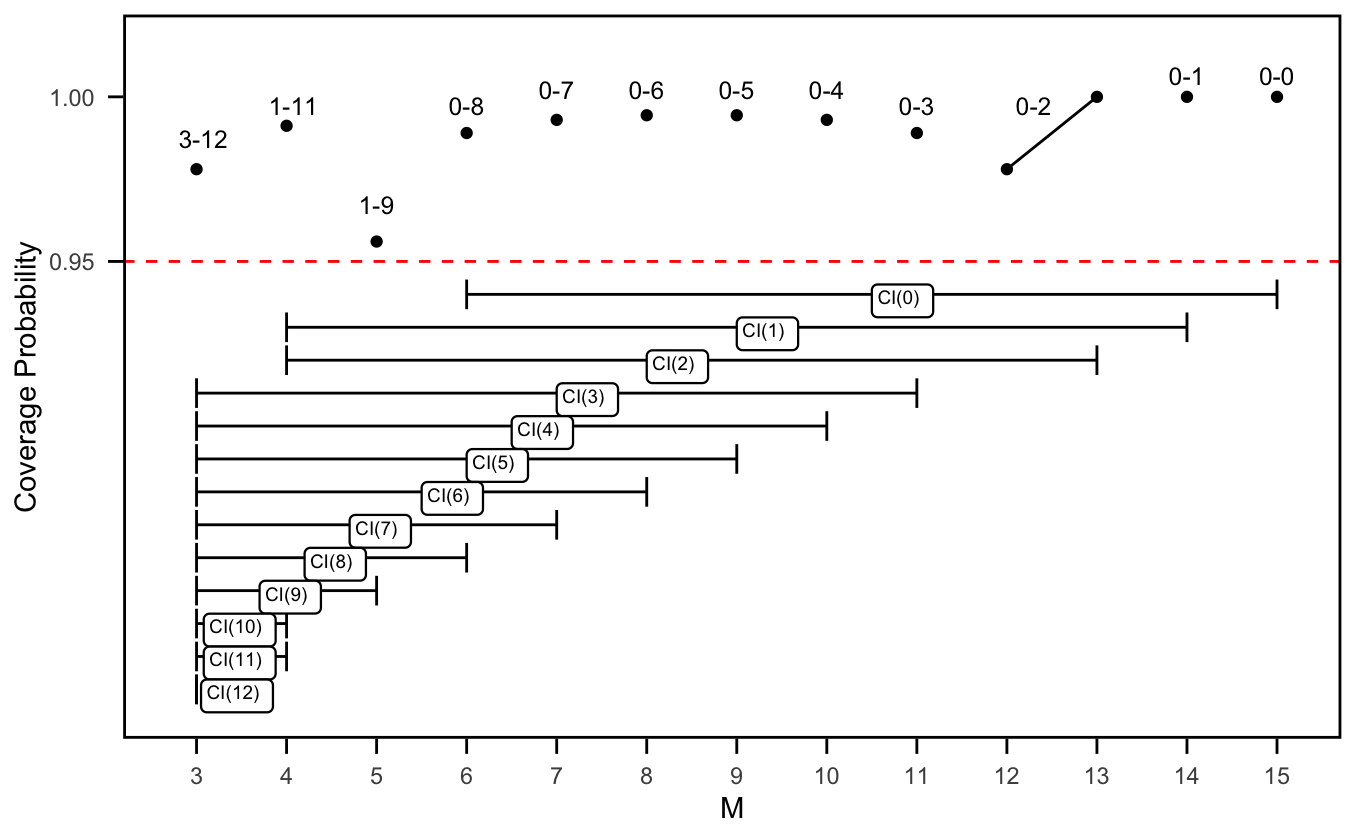 0-1
0-0
0-7
0-6
0-5
0-4
1.00
1-11
0-8
0-3
0-2
3-12
1-9
Coverage Probability
0.95
CI(0)
CI(1)
CI(2)
CI(3)
CI(4)
CI(5)
CI(6)
CI(7)
CI(8)
CI(9)
CI(10)
CI(11)
CI(12)
3 4 5 6 7 8 9 10 11 12 13 14 15
M